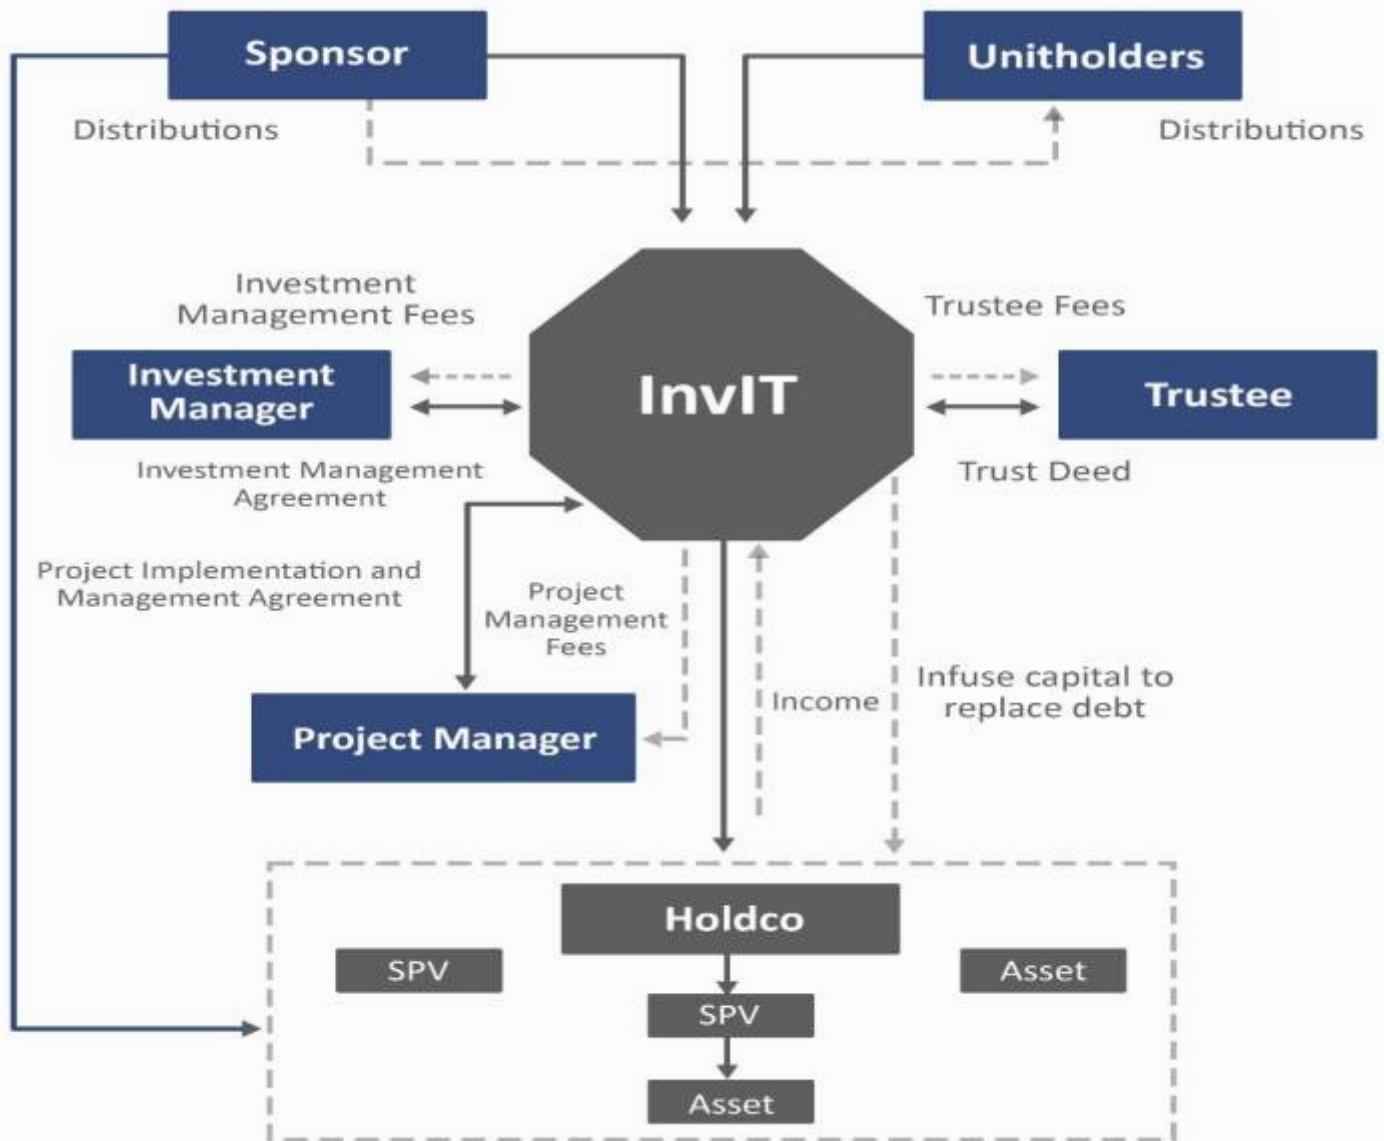 Sponsor
Unitholders
Distributions
Distributions
Investment
Management Fees
Trustee Fees
Investment
Manager
InvIT
Trustee
Investment Management
Agreement
Trust Deed
Project Implementation and
Management Agreement
Project
Management
Fees
Infuse capital to
replace debt
Income
Project Manager
Holdco
SPV
Asset
SPV
Asset